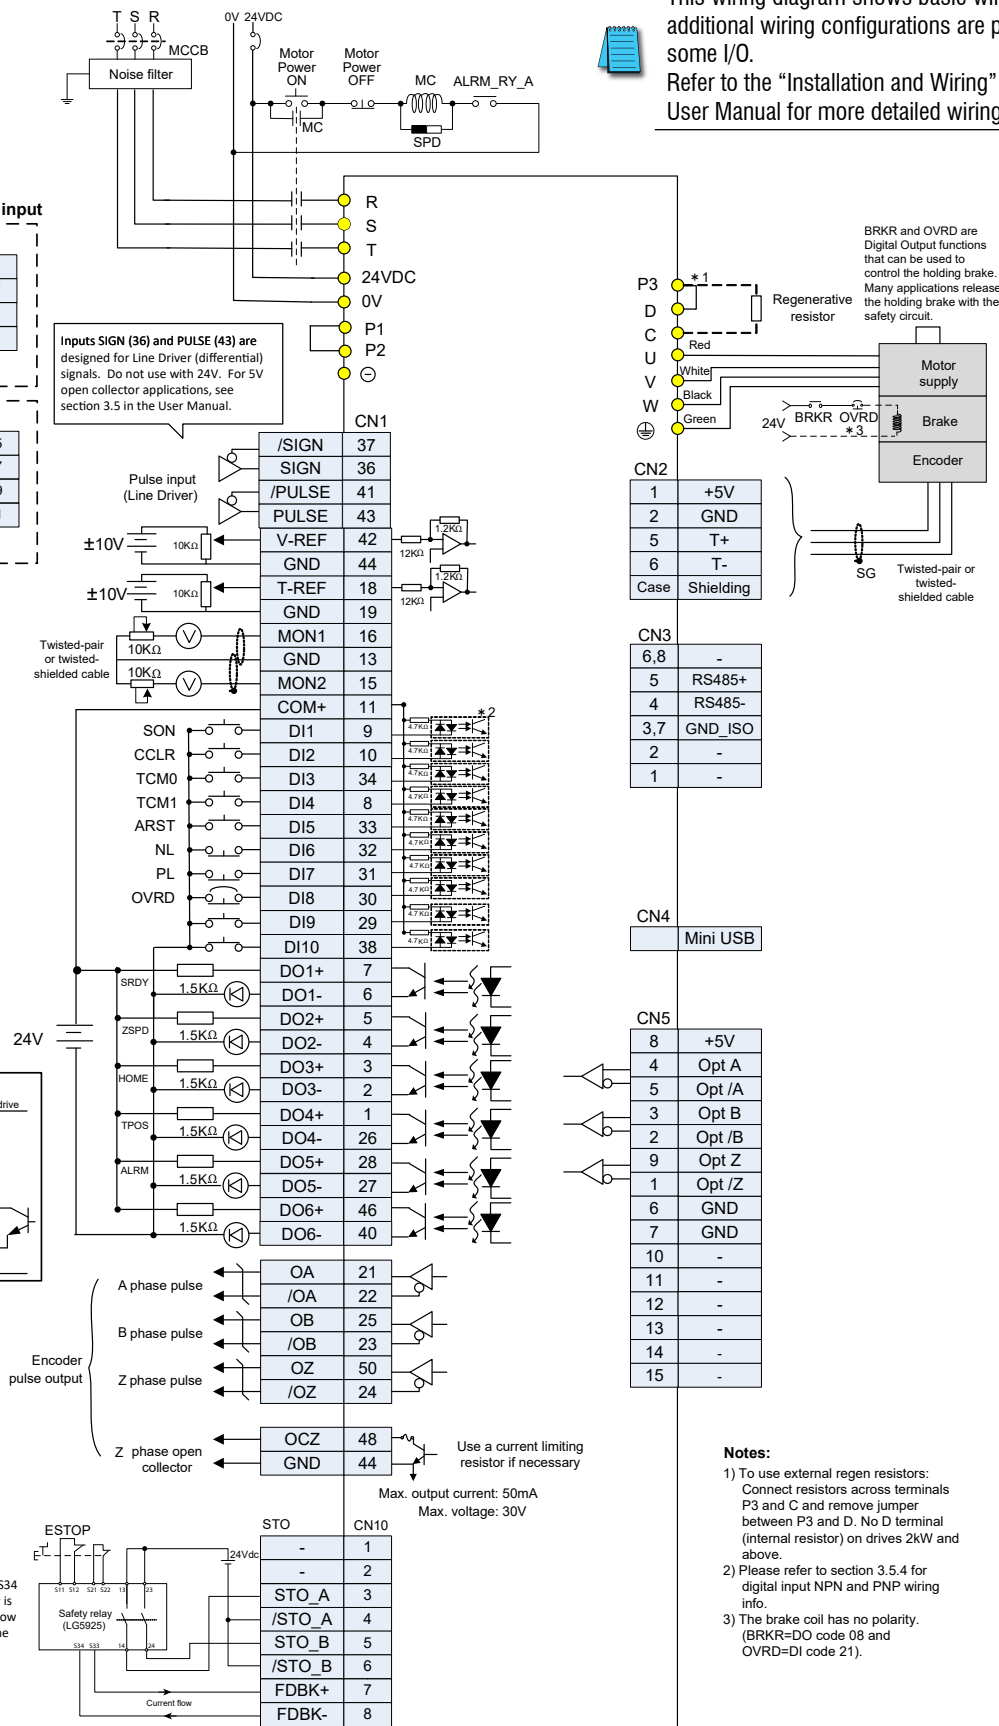 This wiring diagram shows basic wi
additional wiring configurations are p
some I/O.
Refer to the “Installation and Wiring”
User Manual for more detailed wiring
T S R
MCCB
Noise filter
0V 24VDC
Motor
Power
ON
Motor
Power
OFF
MC
ALRM_RY_A
MC
SPD
input
R
S
T
24VDC
0V
P1
P2
⊖
Inputs SIGN (36) and PULSE (43) are
designed for Line Driver (differential)
signals. Do not use with 24V. For 5V
open collector applications, see
section 3.5 in the User Manual.
P3
D
C
U
V
W
*1
Regenerative
resistor
Red
White
Black
Green
BRKR and OVRD are
Digital Output functions
that can be used to
control the holding brake.
Many applications release
the holding brake with the
safety circuit.
Motor
supply
Brake
Encoder
24V
BRKR OVRD
*3
SG
Twisted-pair or
twisted-
shielded cable
CN1
/SIGN 37
SIGN 36
/PULSE 41
PULSE 43
V-REF 42
GND 44
T-REF 18
GND 19
MON1 16
GND 13
MON2 15
COM+ 11
DI1 9
DI2 10
DI3 34
DI4 8
DI5 33
DI6 32
DI7 31
DI8 30
DI9 29
DI10 38
DO1+ 7
DO1- 6
DO2+ 5
DO2- 4
DO3+ 3
DO3- 2
DO4+ 1
DO4- 26
DO5+ 28
DO5- 27
DO6+ 46
DO6- 40
Pulse input
(Line Driver)
±10V
10KΩ
±10V
10KΩ
1.2KΩ
12KΩ
1.2KΩ
12KΩ
Twisted-pair
or twisted-
shielded cable
10KΩ
V
10KΩ
V
SON
CCLR
TCM0
TCM1
ARST
NL
PL
OVRD
*2
4.7KΩ
4.7KΩ
4.7KΩ
4.7KΩ
4.7KΩ
4.7KΩ
4.7KΩ
4.7KΩ
4.7KΩ
4.7KΩ
24V
SRDY
1.5KΩ
ZSPD
1.5KΩ
HOME
1.5KΩ
TPOS
1.5KΩ
ALRM
1.5KΩ
1.5KΩ
drive
OA 21
/OA 22
OB 25
/OB 23
OZ 50
/OZ 24
OCZ 48
GND 44
A phase pulse
B phase pulse
Z phase pulse
Encoder
pulse output
Z phase open
collector
Use a current limiting
resistor if necessary
Max. output current: 50mA
Max. voltage: 30V
STO CN10
- 1
- 2
STO_A 3
/STO_A 4
STO_B 5
/STO_B 6
FDBK+ 7
FDBK- 8
ESTOP
24Vdc
S11 S12 S21 S22 13 23
Safety relay
(LG5925)
S34 S33 14 24
Current flow
S34
is
ow
ne
CN2
1 +5V
2 GND
5 T+
6 T-
Case Shielding
CN3
6,8 -
5 RS485+
4 RS485-
3,7 GND_ISO
2 -
1 -
CN4
Mini USB
CN5
8 +5V
4 Opt A
5 Opt /A
3 Opt B
2 Opt /B
9 Opt Z
1 Opt /Z
6 GND
7 GND
10 -
11 -
12 -
13 -
14 -
15 -
Notes:
1) To use external regen resistors:
Connect resistors across terminals
P3 and C and remove jumper
between P3 and D. No D terminal
(internal resistor) on drives 2kW and
above.
2) Please refer to section 3.5.4 for
digital input NPN and PNP wiring
info.
3) The brake coil has no polarity.
(BRKR=DO code 08 and
OVRD=DI code 21).